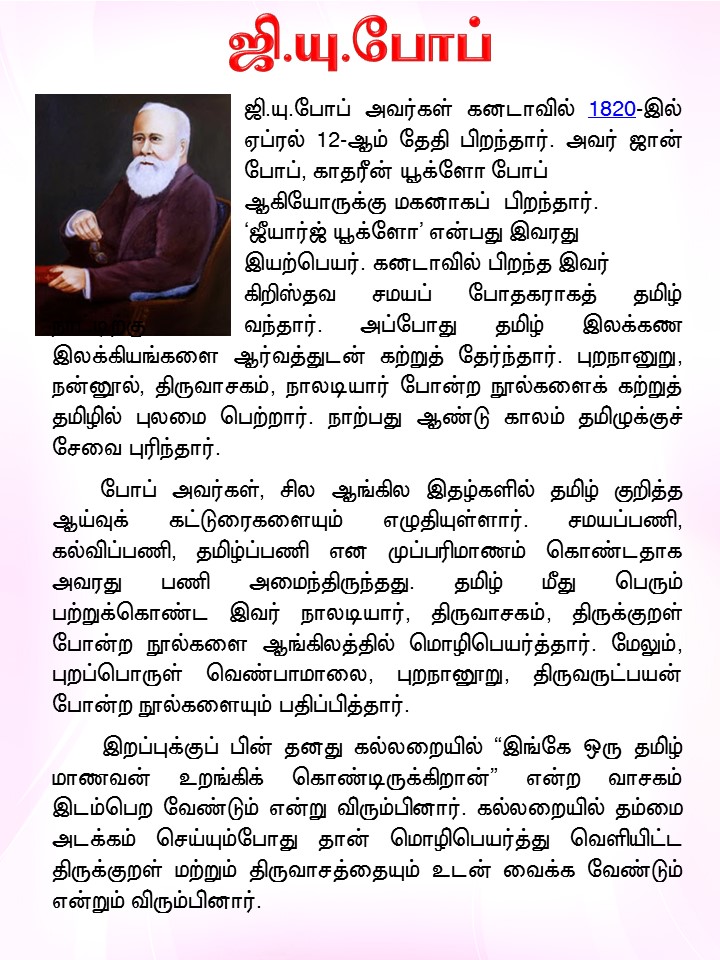 ஜி.யு.போப்
ஜி.யு.போப் அவர்கள் கனடாவில் 1820-இல்
ஏப்ரல் 12-ஆம் தேதி பிறந்தார். அவர் ஜான்
போப், காதரீன் யூக்ளோ போப்
ஆகியோருக்கு மகனாகப் பிறந்தார்.
‘ஜீயார்ஜ் யூக்ளோ’ என்பது இவரது
இயற்பெயர். கனடாவில் பிறந்த இவர்
கிறிஸ்தவ சமயப் போதகராகத் தமிழ்
வந்தார். அப்போது தமிழ் இலக்கண
இலக்கியங்களை ஆர்வத்துடன் கற்றுத் தேர்ந்தார். புறநானுறு,
நன்னூல், திருவாசகம், நாலடியார் போன்ற நூல்களைக் கற்றுத்
தமிழில் புலமை பெற்றார். நாற்பது ஆண்டு காலம் தமிழுக்குச்
சேவை புரிந்தார்.
போப் அவர்கள், சில ஆங்கில இதழ்களில் தமிழ் குறித்த
ஆய்வுக் கட்டுரைகளையும் எழுதியுள்ளார். சமயப்பணி,
கல்விப்பணி, தமிழ்ப்பணி என முப்பரிமாணம் கொண்டதாக
அவரது பணி அமைந்திருந்தது. தமிழ் மீது பெரும்
பற்றுக்கொண்ட இவர் நாலடியார், திருவாசகம், திருக்குறள்
போன்ற நூல்களை ஆங்கிலத்தில் மொழிபெயர்த்தார். மேலும்,
புறப்பொருள் வெண்பாமாலை, புறநானூறு, திருவருட்பயன்
போன்ற நூல்களையும் பதிப்பித்தார்.
இறப்புக்குப் பின் தனது கல்லறையில் “இங்கே ஒரு தமிழ்
மாணவன் உறங்கிக் கொண்டிருக்கிறான்” என்ற வாசகம்
இடம்பெற வேண்டும் என்று விரும்பினார். கல்லறையில் தம்மை
அடக்கம் செய்யும்போது தான் மொழிபெயர்த்து வெளியிட்ட
திருக்குறள் மற்றும் திருவாசத்தையும் உடன் வைக்க வேண்டும்
என்றும் விரும்பினார்.